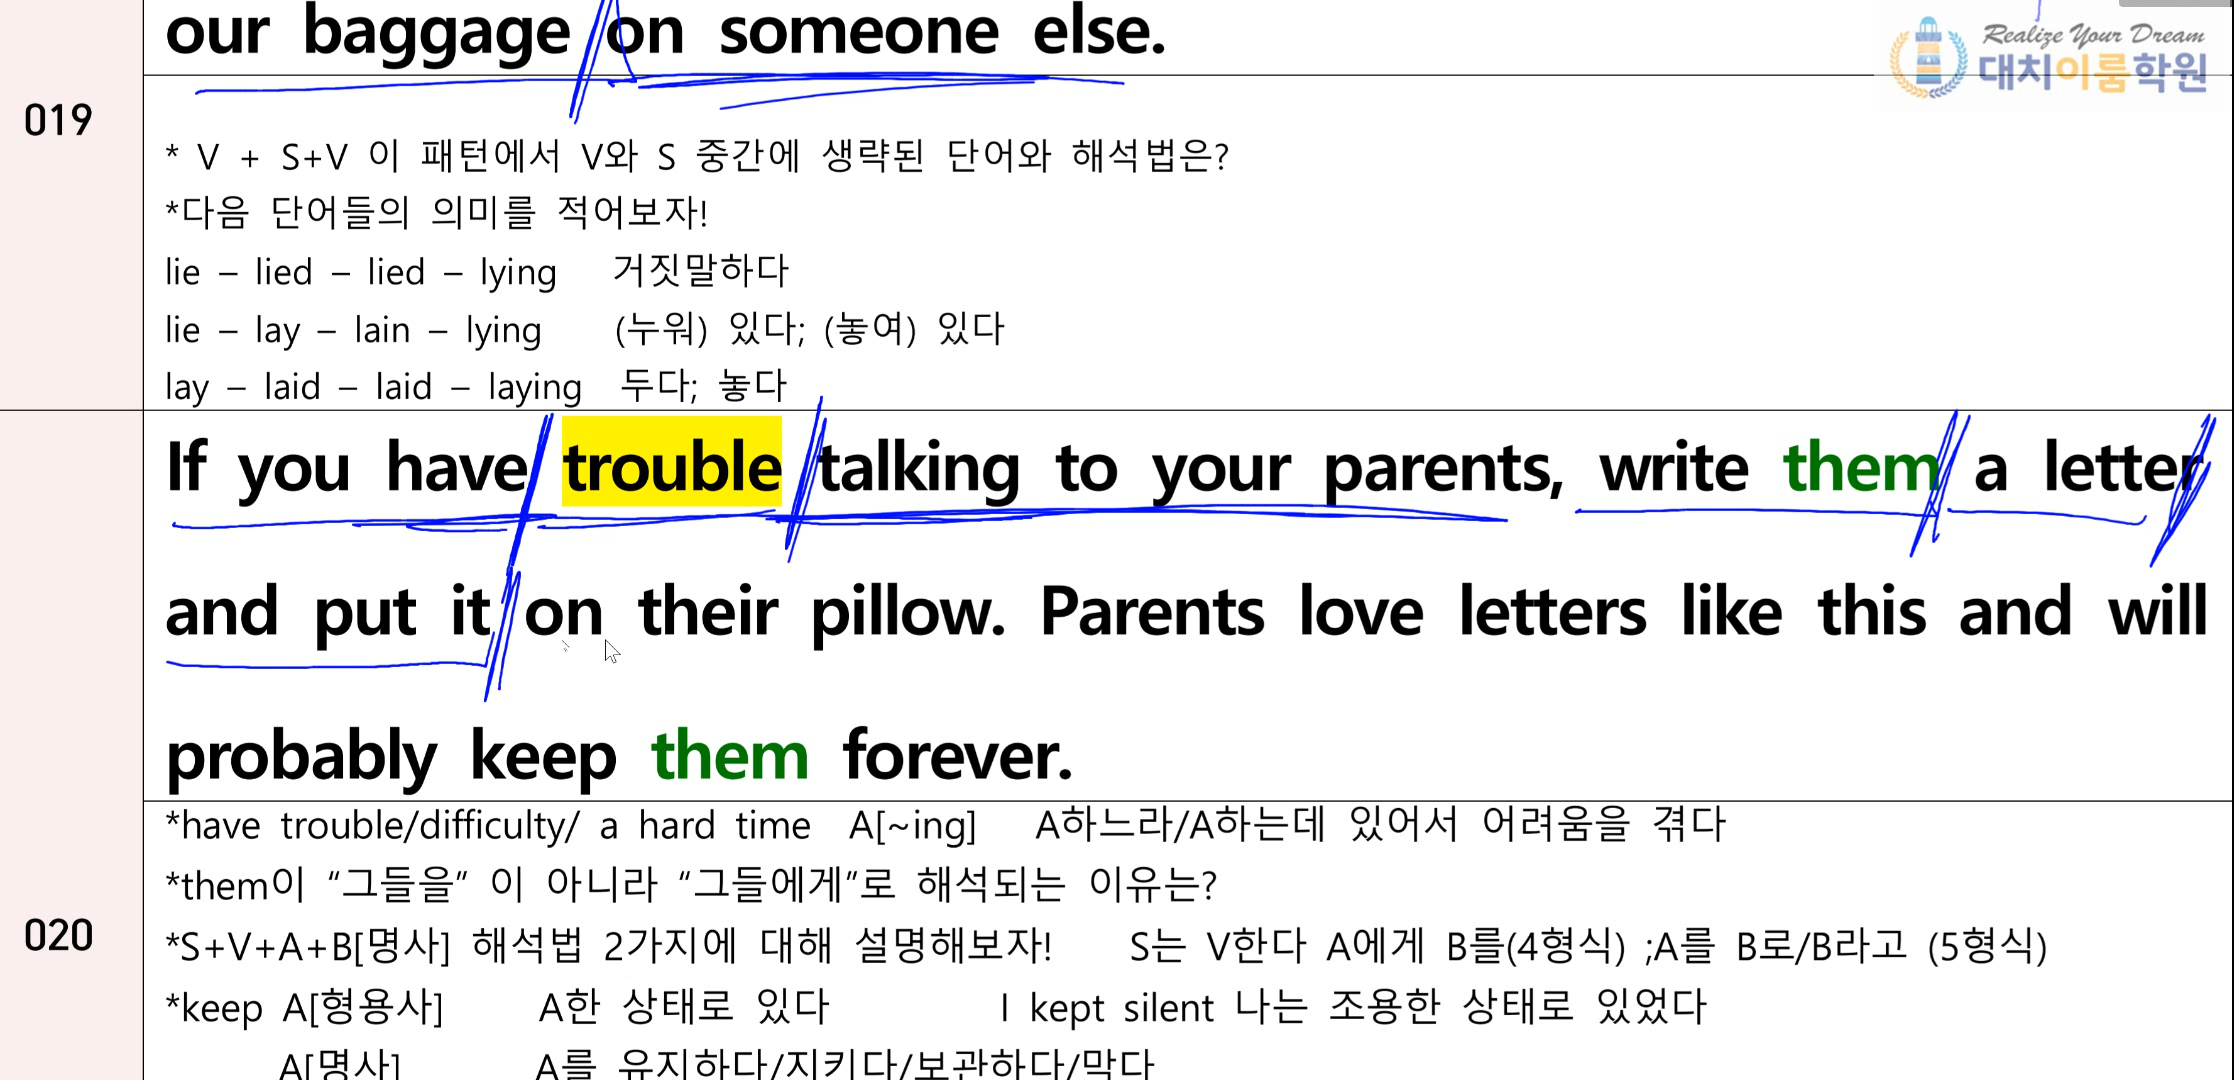 our baggage on someone else.
Realize Your Dream
대치이룸학원
019
* V + S+V 이 패턴에서 V와 S 중간에 생략된 단어와 해석법은?
*다음 단어들의 의미를 적어보자!
lie – lied – lied – lying 거짓말하다
lie – lay – lain – lying (누워) 있다; (놓여) 있다
lay – laid – laid – laying 두다; 놓다
If you have trouble talking to your parents, write them a letter
and put it on their pillow. Parents love letters like this and will
probably keep them forever.
020
*have trouble/difficulty/ a hard time A[~ing] A하느라/A하는데 있어서 어려움을 겪다
*them이 “그들을” 이 아니라 “그들에게”로 해석되는 이유는?
*S+V+A+B[명사] 해석법 2가지에 대해 설명해보자! S는 V한다 A에게 B를(4형식) ;A를 B로/B라고 (5형식)
*keep A[형용사] A한 상태로 있다 I kept silent 나는 조용한 상태로 있었다
A[명사] A를 유지하다/지키다/보관하다/막다